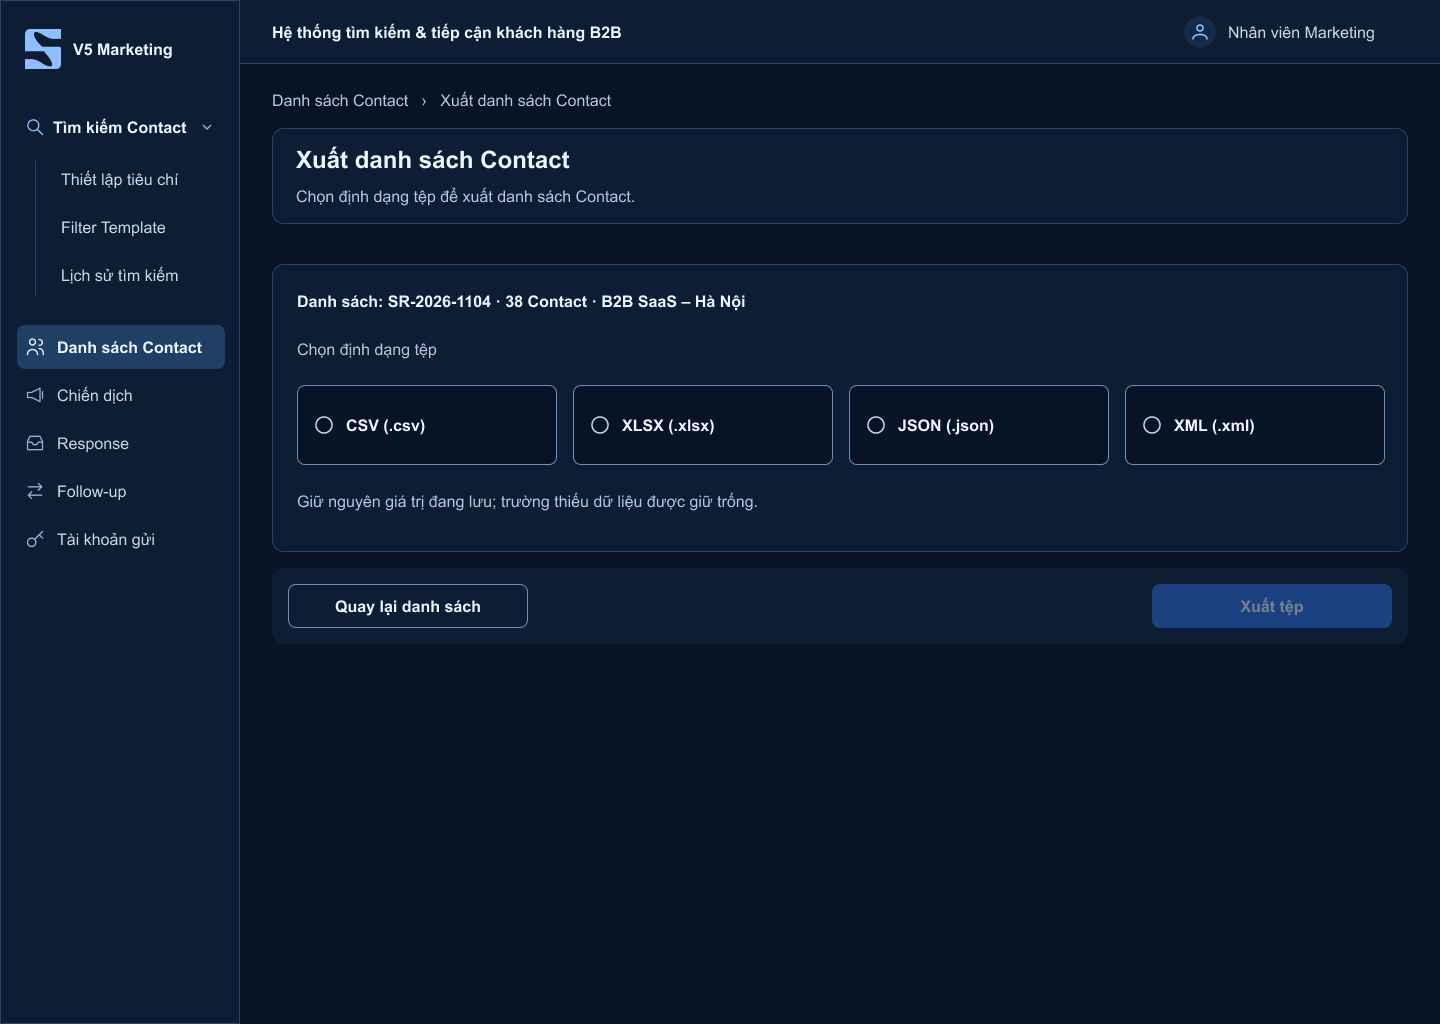 V5 Marketing
Hệ thống tìm kiếm & tiếp cận khách hàng B2B
Nhân viên Marketing
Tìm kiếm Contact
Thiết lập tiêu chí
Filter Template
Lịch sử tìm kiếm
Danh sách Contact
Chiến dịch
Response
Follow-up
Tài khoản gửi
Danh sách Contact › Xuất danh sách Contact
Xuất danh sách Contact
Chọn định dạng tệp để xuất danh sách Contact.
Danh sách: SR-2026-1104 · 38 Contact · B2B SaaS – Hà Nội
Chọn định dạng tệp
CSV (.csv)
XLSX (.xlsx)
JSON (.json)
XML (.xml)
Giữ nguyên giá trị đang lưu; trường thiếu dữ liệu được giữ trống.
Quay lại danh sách
Xuất tệp